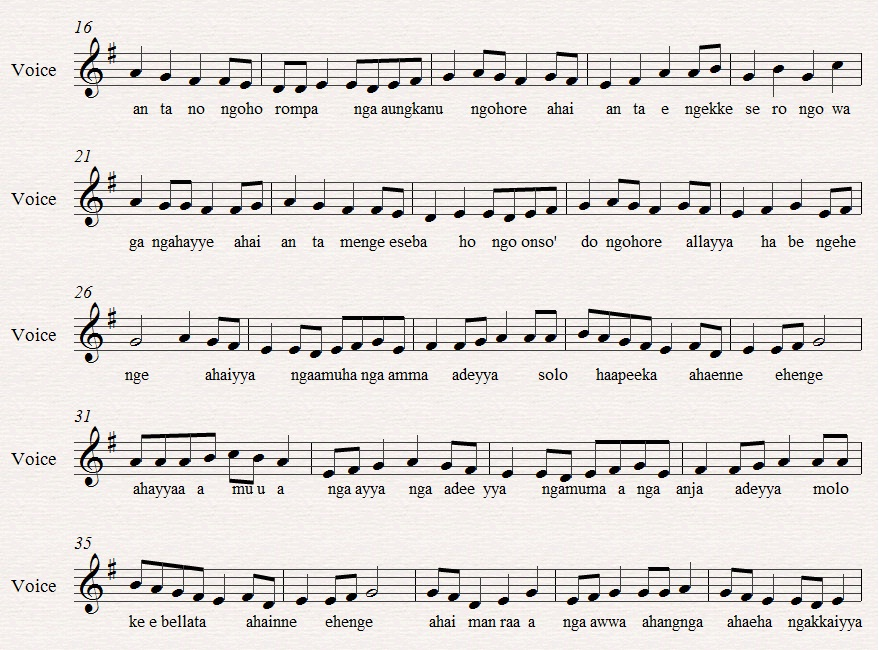 16
Voice
an ta no ngoho rompa nga aungkanu ngohore ahai an ta e ngekke se ro ngo wa
21
Voice
ga ngahayye ahai an ta menge eseba ho ngo onso' do ngohore allayya ha be ngehe
26
Voice
nge ahaiyya ngaamuha nga amma adeyya solo haapeeka ahaenne ehenge
31
Voice
ahayyaa a mu u a nga ayya nga adee yya ngamuma a nga anja adeyya molo
35
Voice
ke e bellata ahainne ehenge ahai man raa a nga awwa ahangnga ahaeha ngakkaiyya